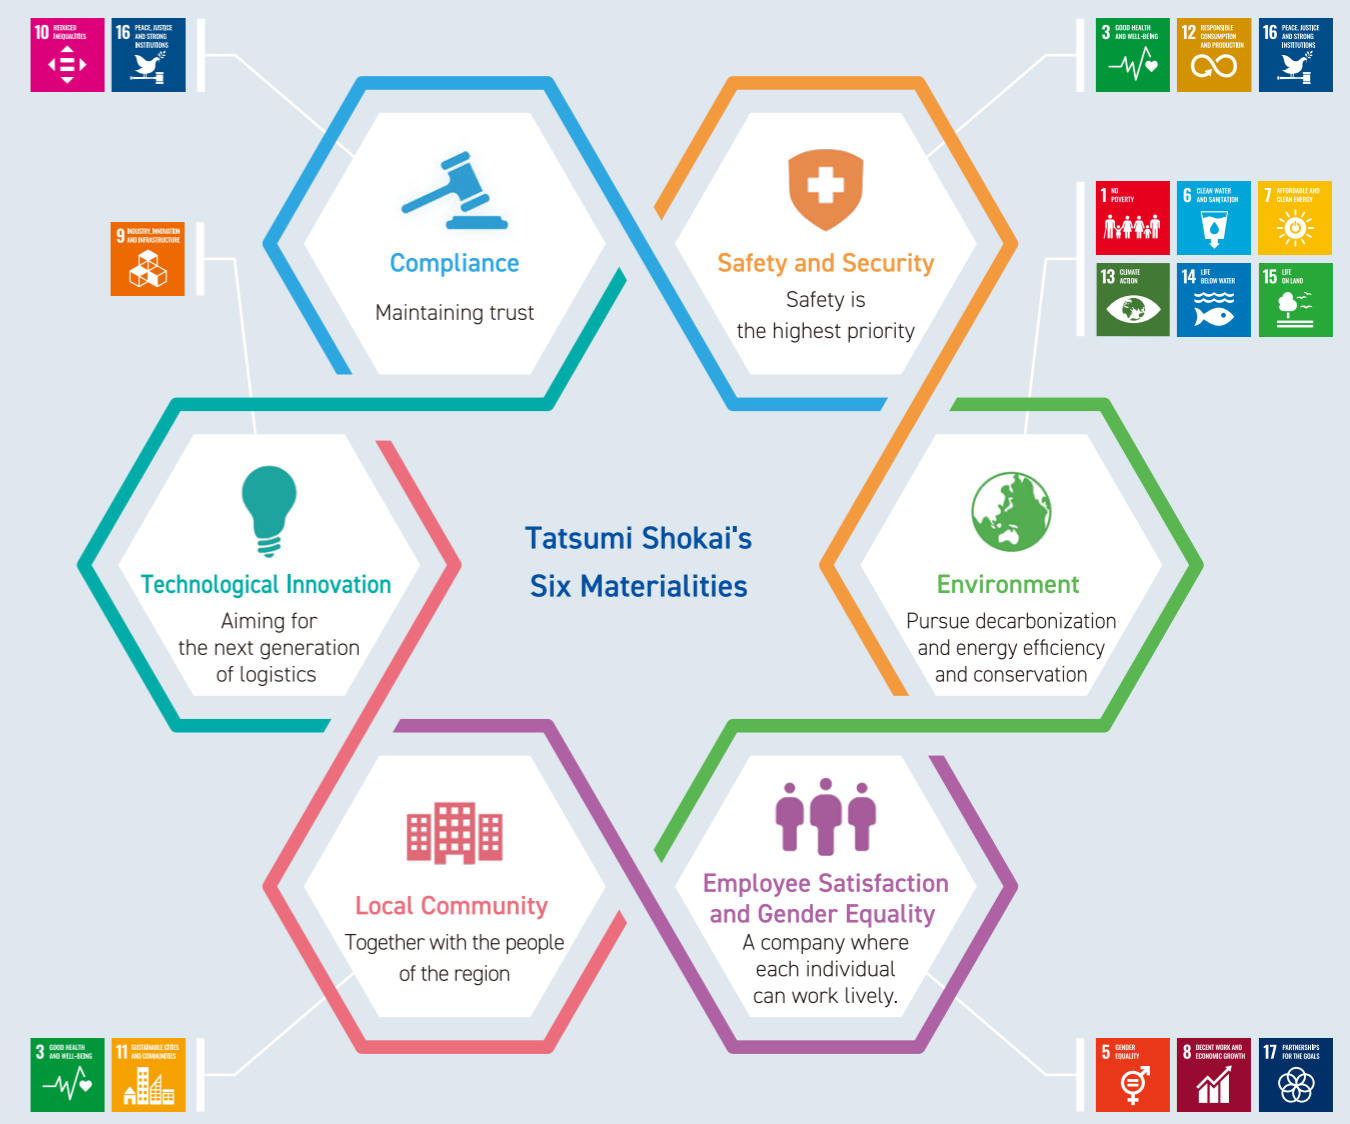 10 REDUCED
INEQUALITIES
16 PEACE, JUSTICE
AND STRONG
INSTITUTIONS
3 GOOD HEALTH
AND WELL-BEING
12 RESPONSIBLE
CONSUMPTION
AND PRODUCTION
16 PEACE, JUSTICE
AND STRONG
INSTITUTIONS
Compliance
Maintaining trust
Safety and Security
Safety is
the highest priority
9 INDUSTRY, INNOVATION
AND INFRASTRUCTURE
1 NO
POVERTY
6 CLEAN WATER
AND SANITATION
7 AFFORDABLE AND
CLEAN ENERGY
13 CLIMATE
ACTION
14 LIFE
BELOW WATER
15 LIFE
ON LAND
Tatsumi Shokai's
Six Materialities
Technological Innovation
Aiming for
the next generation
of logistics
Environment
Pursue decarbonization
and energy efficiency
and conservation
Local Community
Together with the people
of the region
Employee Satisfaction
and Gender Equality
A company where
each individual
can work lively.
3 GOOD HEALTH
AND WELL-BEING
11 SUSTAINABLE CITIES
AND COMMUNITIES
5 GENDER
EQUALITY
8 DECENT WORK AND
ECONOMIC GROWTH
17 PARTNERSHIPS
FOR THE GOALS